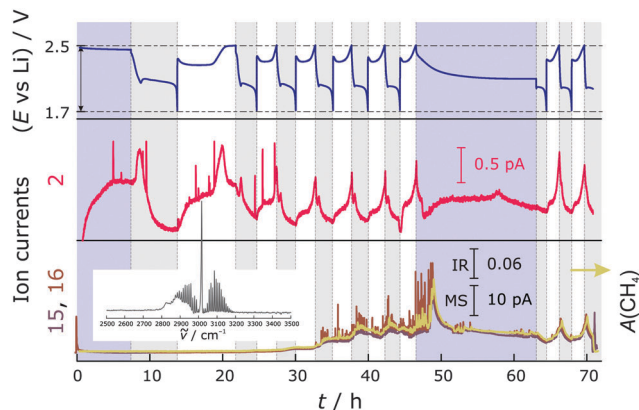 (E vs Li) / V
2.5
1.7
Ion currents
2
0.5 pA
15, 16
IR 0.06
MS 10 pA
A(CH₄)
2500 2600 2700 2800 2900 3000 3100 3200 3300 3400 3500
ṽ / cm⁻¹
0 10 20 30 40 50 60 70
t / h